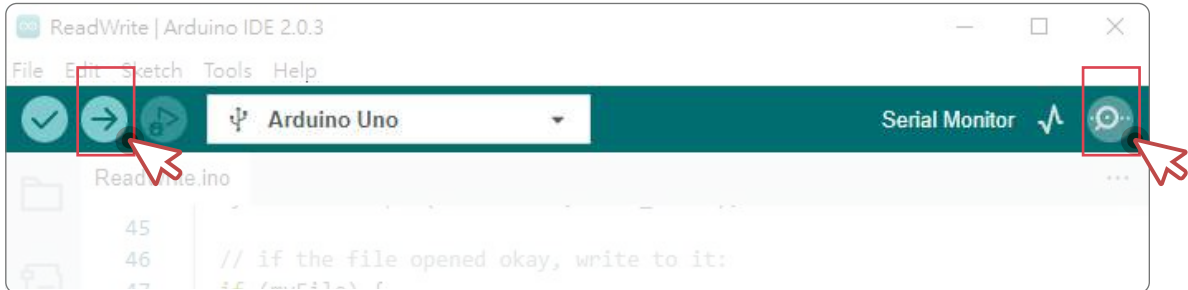 ReadWrite | Arduino IDE 2.0.3
File Edit Sketch Tools Help
Arduino Uno
Serial Monitor
ReadWrite.ino
45
46 // if the file opened okay, write to it:
47 if (myFile) {